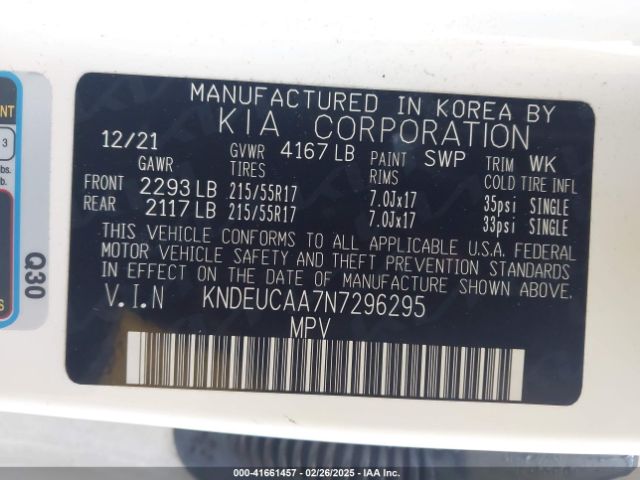 MANUFACTURED IN KOREA BY
KIA CORPORATION
12/21 GVWR 4167 LB PAINT SWP TRIM WK
GAWR TIRES RIMS COLD TIRE INFL
FRONT 2293 LB 215/55R17 7.0Jx17 35psi SINGLE
REAR 2117 LB 215/55R17 7.0Jx17 33psi SINGLE
THIS VEHICLE CONFORMS TO ALL APPLICABLE U.S.A. FEDERAL
MOTOR VEHICLE SAFETY AND THEFT PREVENTION STANDARDS
IN EFFECT ON THE DATE OF MANUFACTURE SHOWN ABOVE.
V.I.N KNDEUCAA7N7296295
MPV
Q30
3
000-41661457 - 02/26/2025 - IAA Inc.